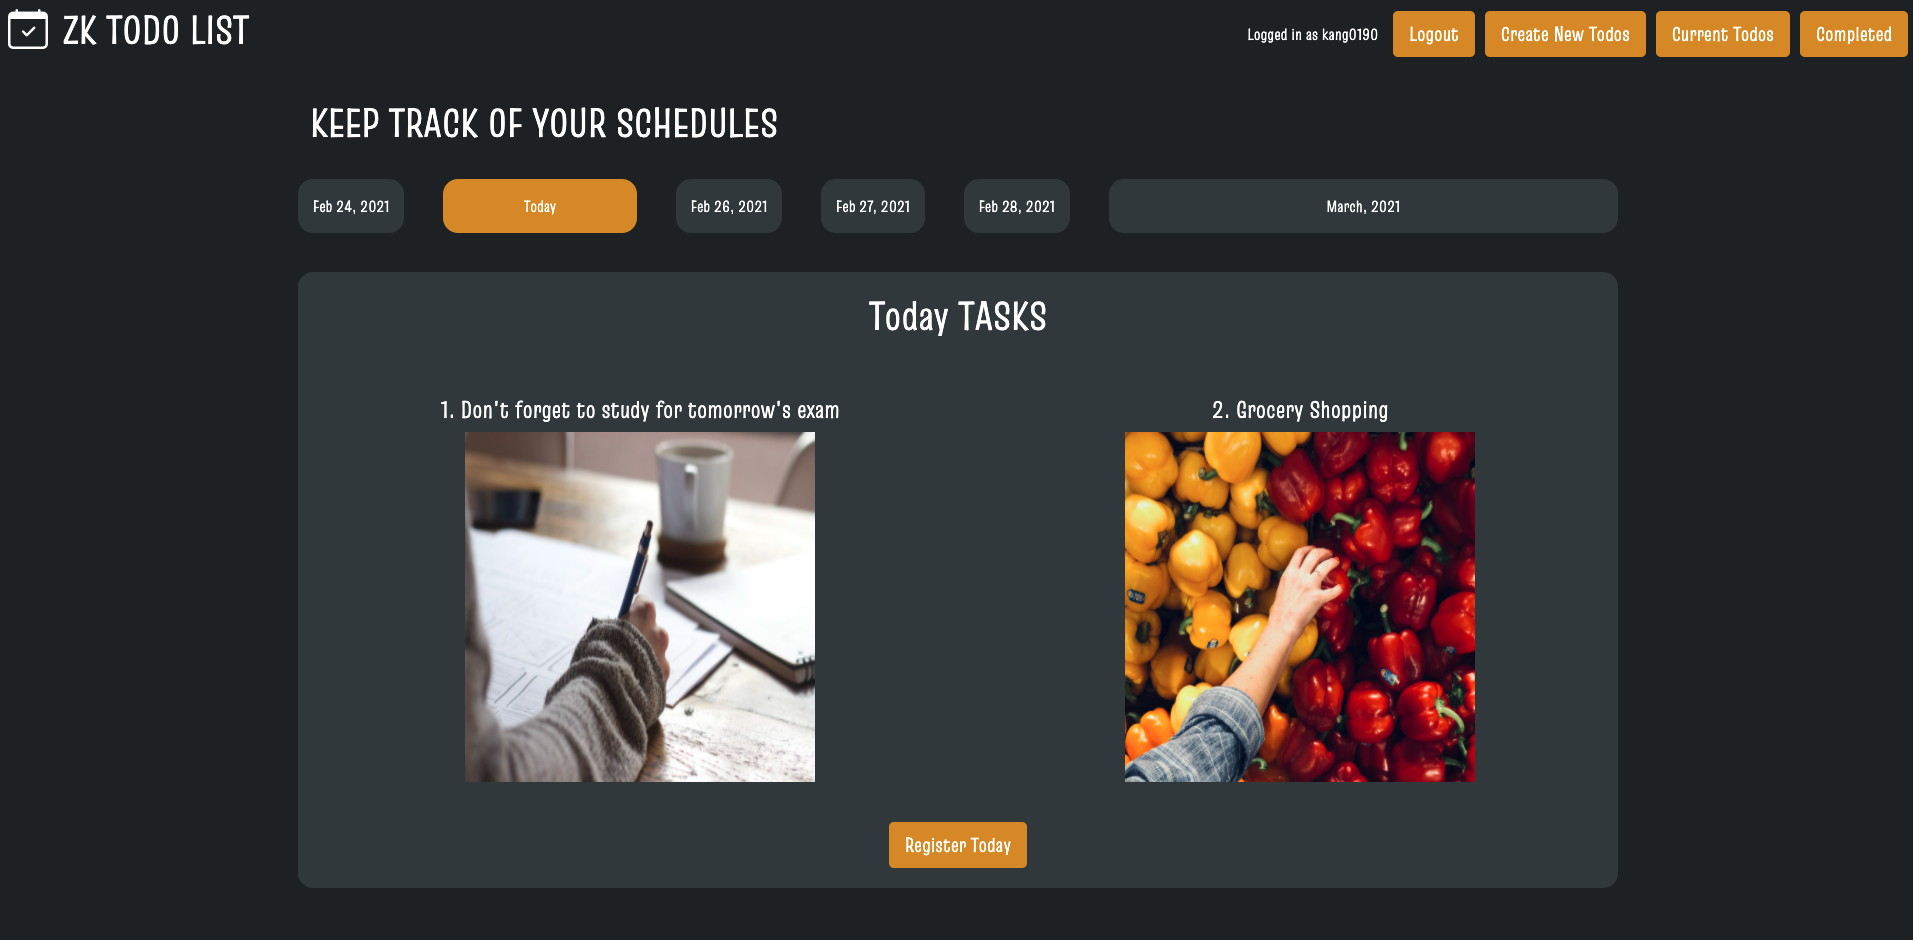 ZK TODO LIST
Logged in as kang0190
Logout
Create New Todos
Current Todos
Completed
KEEP TRACK OF YOUR SCHEDULES
Feb 24, 2021
Today
Feb 26, 2021
Feb 27, 2021
Feb 28, 2021
March, 2021
Today TASKS
1. Don't forget to study for tomorrow's exam
2. Grocery Shopping
Register Today